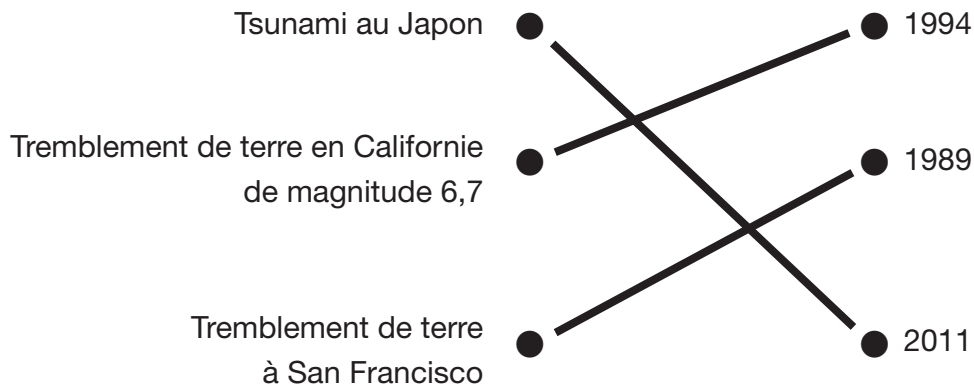 Tsunami au Japon
1994
Tremblement de terre en Californie
de magnitude 6,7
1989
Tremblement de terre
à San Francisco
2011